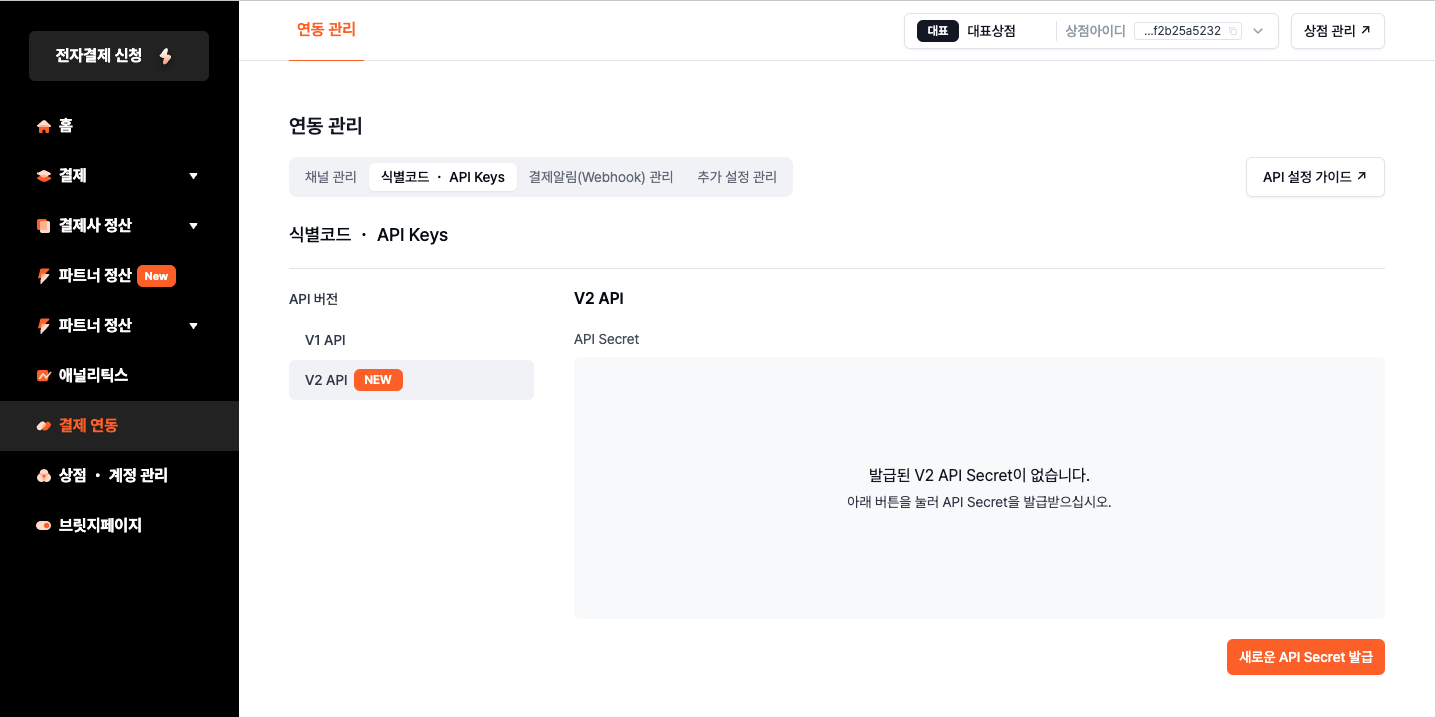 전자결제 신청
홈
결제
결제사 정산
파트너 정산 New
파트너 정산
애널리틱스
결제 연동
상점 · 계정 관리
브릿지페이지
연동 관리
대표 대표상점 상점아이디 ...f2b25a5232
상점 관리
연동 관리
채널 관리 식별코드 · API Keys 결제알림(Webhook) 관리 추가 설정 관리
API 설정 가이드
식별코드 · API Keys
API 버전
V1 API
V2 API NEW
V2 API
API Secret
발급된 V2 API Secret이 없습니다.
아래 버튼을 눌러 API Secret을 발급받으십시오.
새로운 API Secret 발급